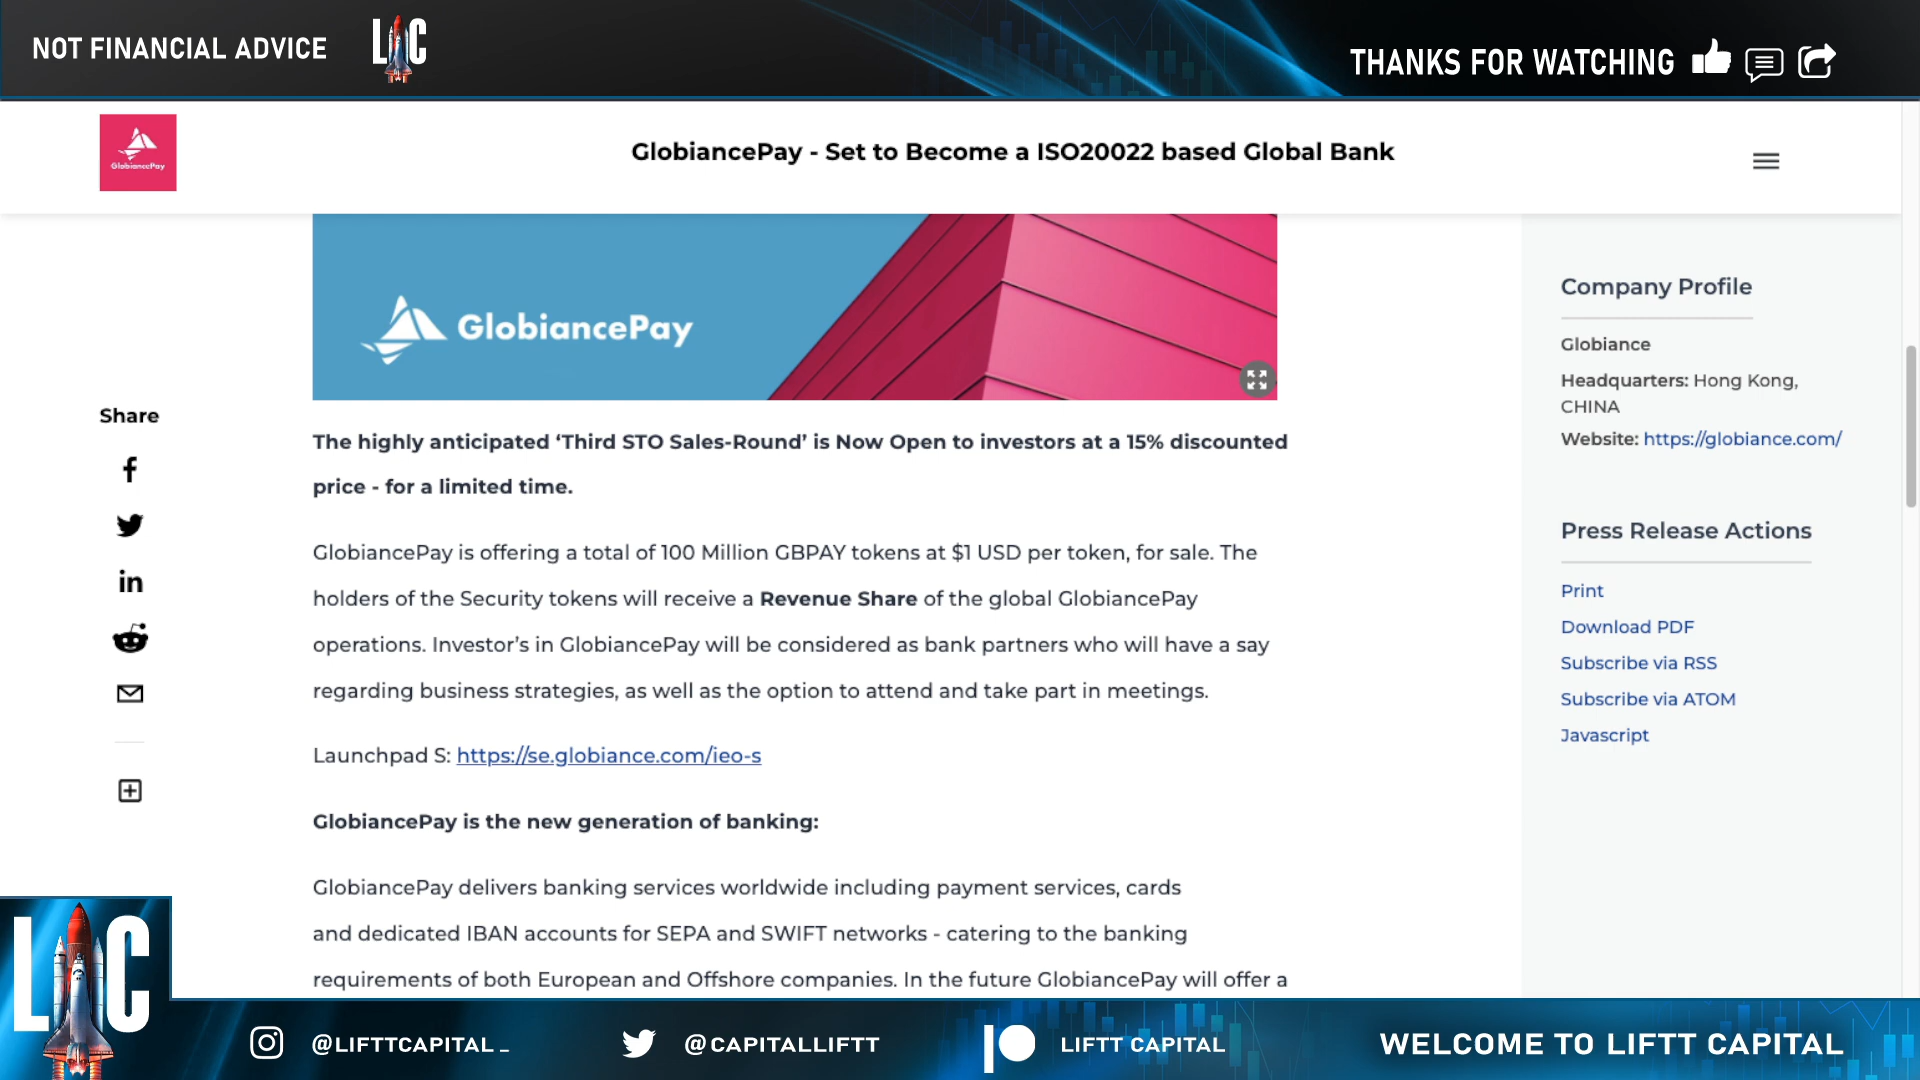 NOT FINANCIAL ADVICE
LC
THANKS FOR WATCHING
GlobiancePay
GlobiancePay - Set to Become a ISO20022 based Global Bank
GlobiancePay
Share
The highly anticipated ‘Third STO Sales-Round’ is Now Open to investors at a 15% discounted
price - for a limited time.
GlobiancePay is offering a total of 100 Million GBPAY tokens at $1 USD per token, for sale. The
holders of the Security tokens will receive a Revenue Share of the global GlobiancePay
operations. Investor’s in GlobiancePay will be considered as bank partners who will have a say
regarding business strategies, as well as the option to attend and take part in meetings.
Launchpad S: https://se.globiance.com/ieo-s
GlobiancePay is the new generation of banking:
GlobiancePay delivers banking services worldwide including payment services, cards
and dedicated IBAN accounts for SEPA and SWIFT networks - catering to the banking
requirements of both European and Offshore companies. In the future GlobiancePay will offer a
Company Profile
Globiance
Headquarters: Hong Kong,
CHINA
Website: https://globiance.com/
Press Release Actions
Print
Download PDF
Subscribe via RSS
Subscribe via ATOM
Javascript
LC
@LIFTTCAPITAL_
@CAPITALLIFTT
LIFTT CAPITAL
WELCOME TO LIFTT CAPITAL